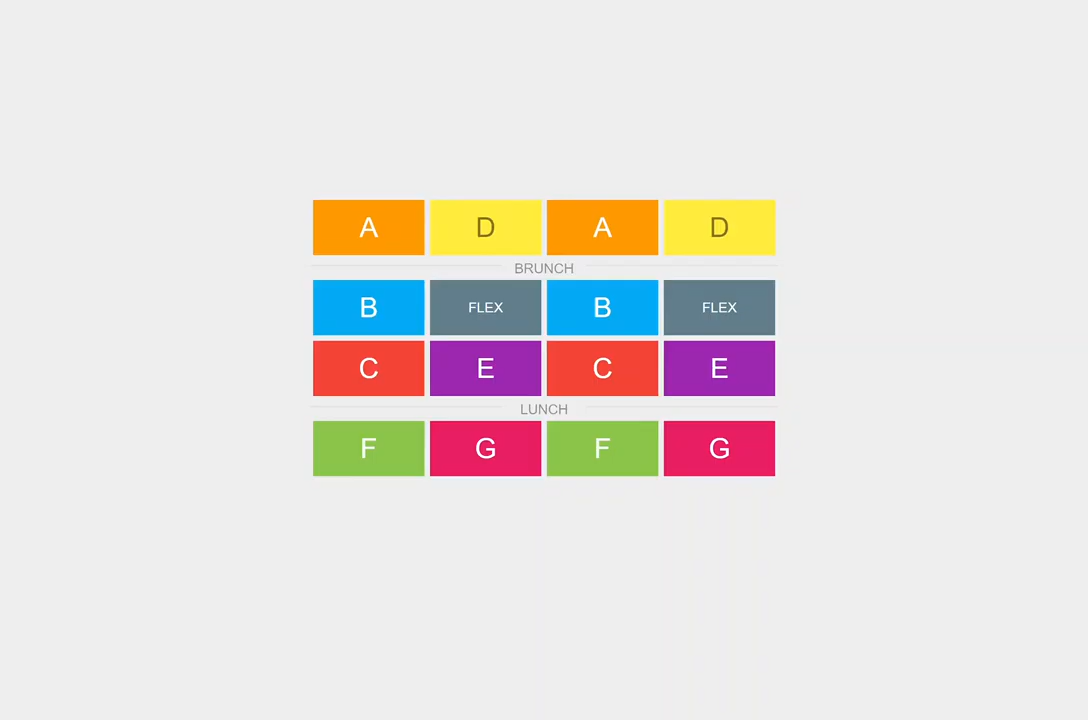 A D A D
BRUNCH
B FLEX B FLEX
C E C E
LUNCH
F G F G